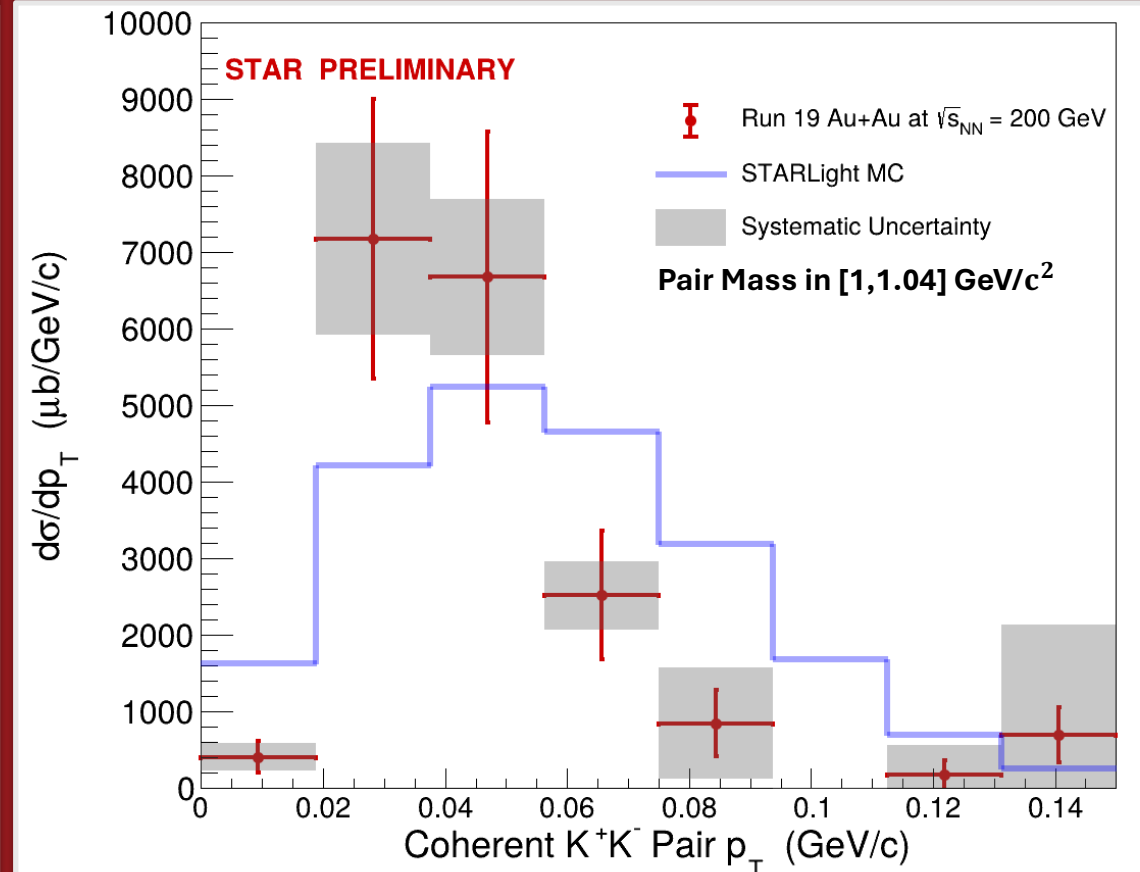 10000
9000
8000
7000
6000
5000
4000
3000
2000
1000
0
dσ/dp_T (μb/GeV/c)
STAR PRELIMINARY
Run 19 Au+Au at √s_NN = 200 GeV
STARLight MC
Systematic Uncertainty
Pair Mass in [1,1.04] GeV/c²
0 0.02 0.04 0.06 0.08 0.1 0.12 0.14
Coherent K⁺K⁻ Pair p_T (GeV/c)